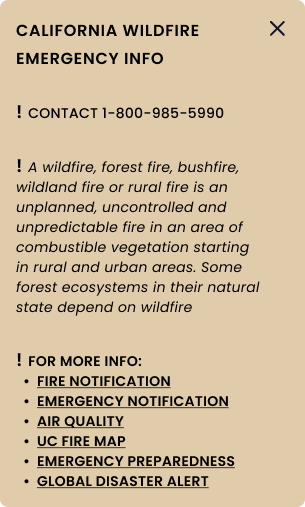 CALIFORNIA WILDFIRE
EMERGENCY INFO
! CONTACT 1-800-985-5990
! A wildfire, forest fire, bushfire,
wildland fire or rural fire is an
unplanned, uncontrolled and
unpredictable fire in an area of
combustible vegetation starting
in rural and urban areas. Some
forest ecosystems in their natural
state depend on wildfire
! FOR MORE INFO:
• FIRE NOTIFICATION
• EMERGENCY NOTIFICATION
• AIR QUALITY
• UC FIRE MAP
• EMERGENCY PREPAREDNESS
• GLOBAL DISASTER ALERT